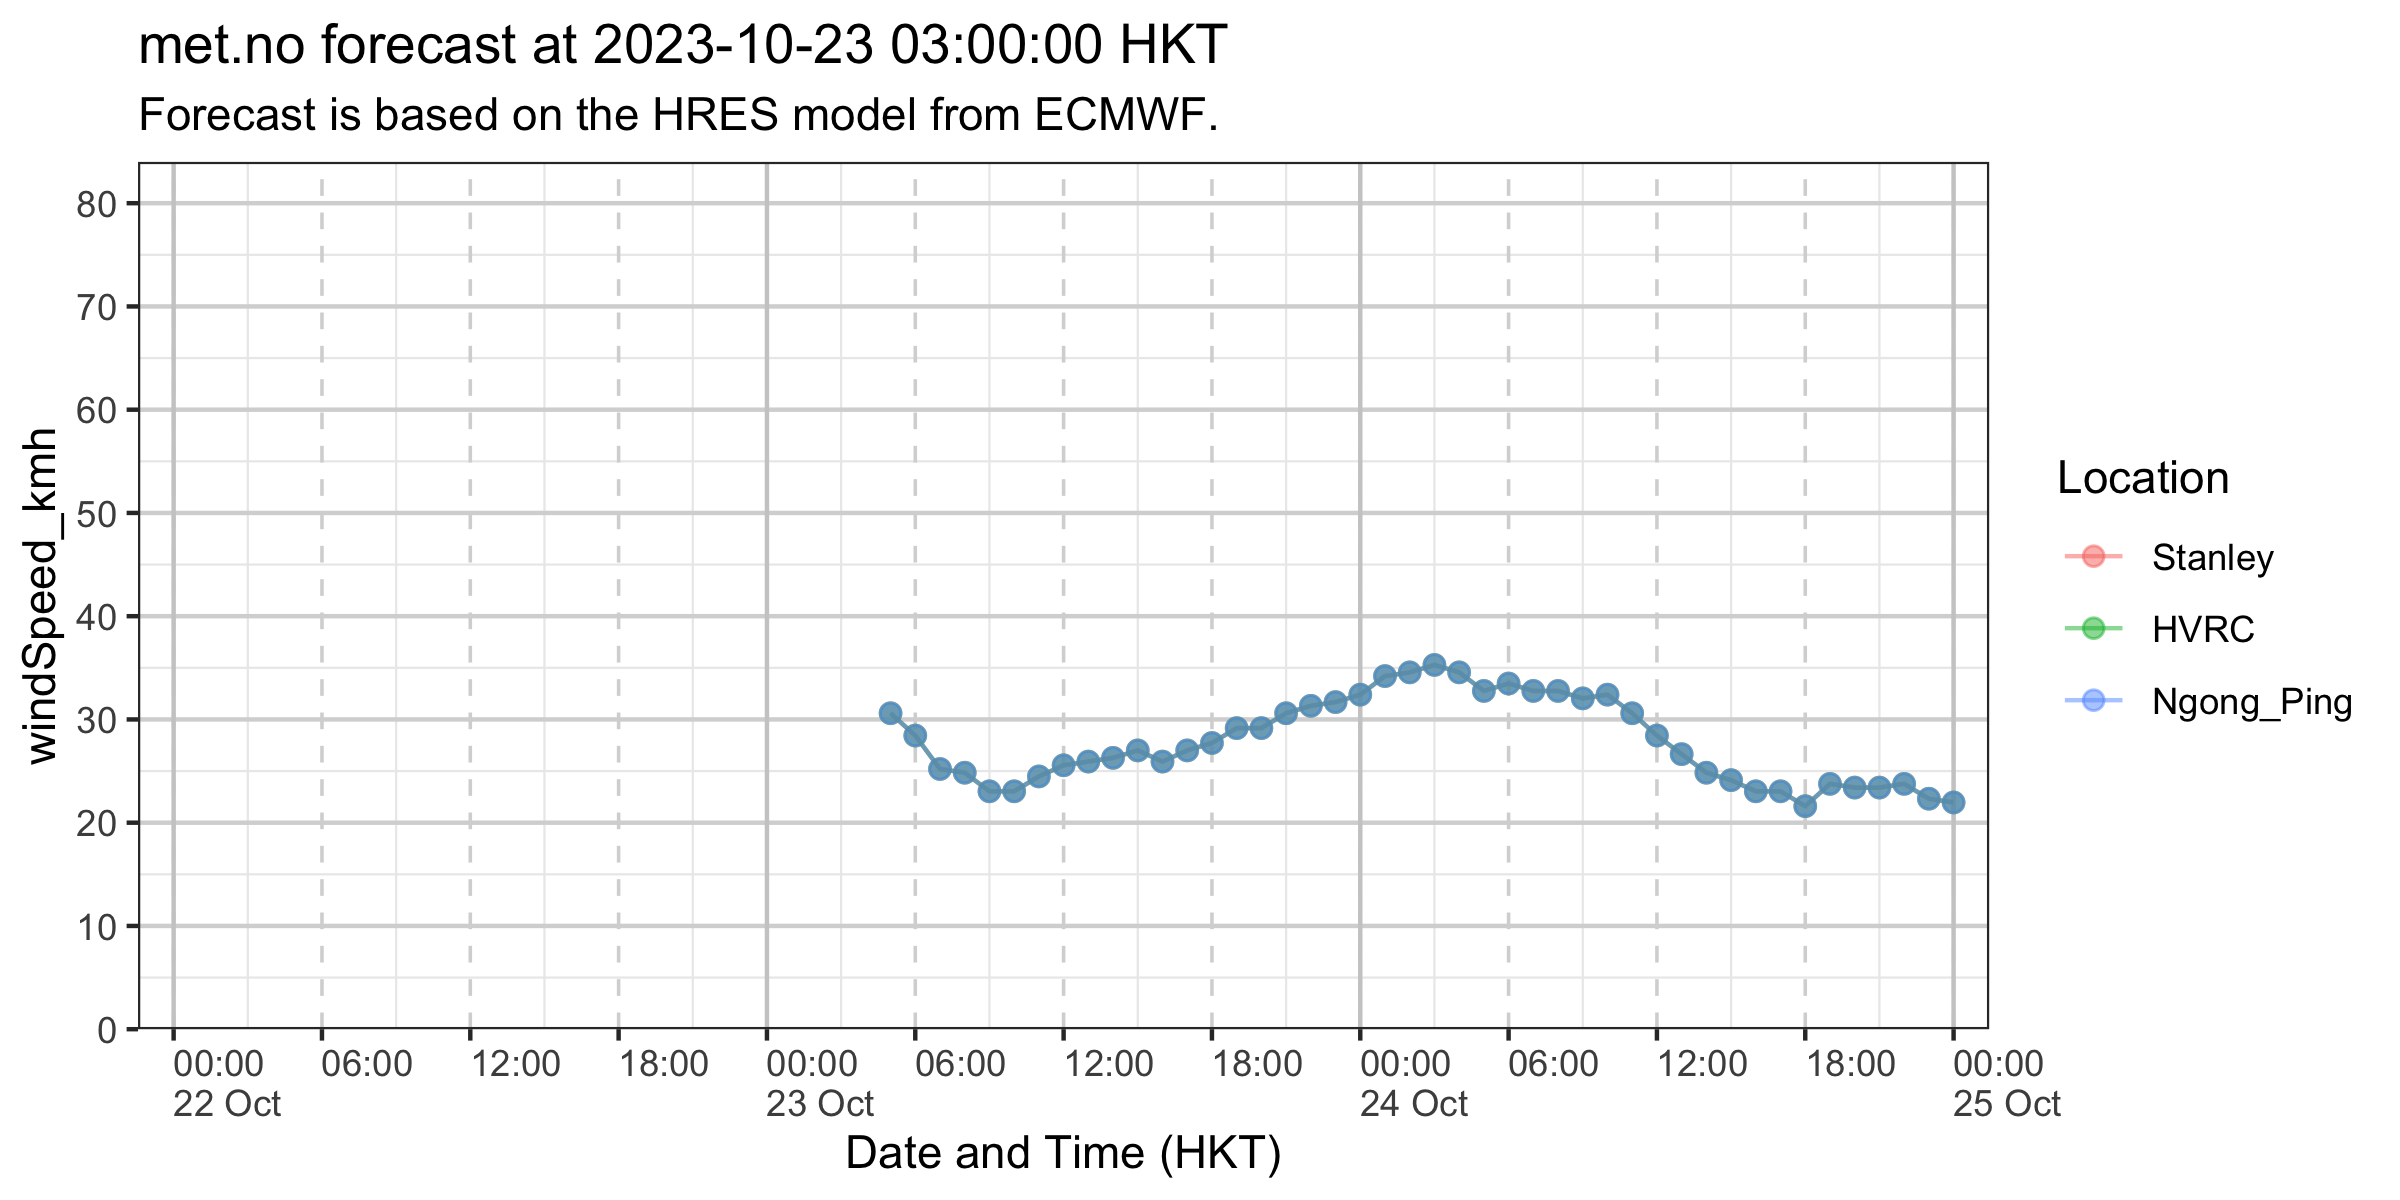 met.no forecast at 2023-10-23 03:00:00 HKT
Forecast is based on the HRES model from ECMWF.
windSpeed_kmh
80
70
60
50
40
30
20
10
0
00:00 06:00 12:00 18:00 00:00 06:00 12:00 18:00 00:00 06:00 12:00 18:00 00:00
22 Oct 23 Oct 24 Oct 25 Oct
Date and Time (HKT)
Location
Stanley
HVRC
Ngong_Ping